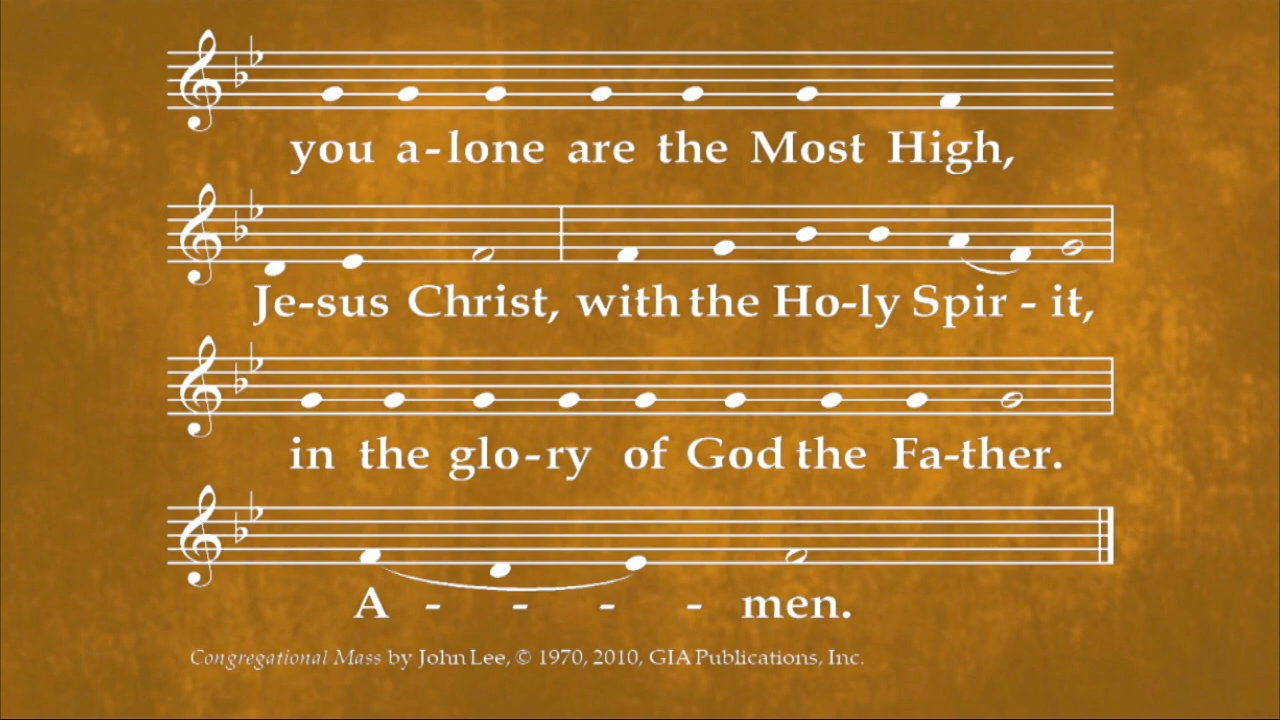 you a-lone are the Most High,
Je-sus Christ, with the Ho-ly Spir - it,
in the glo-ry of God the Fa-ther.
A - - - - men.
Congregational Mass by John Lee, © 1970, 2010, GIA Publications, Inc.